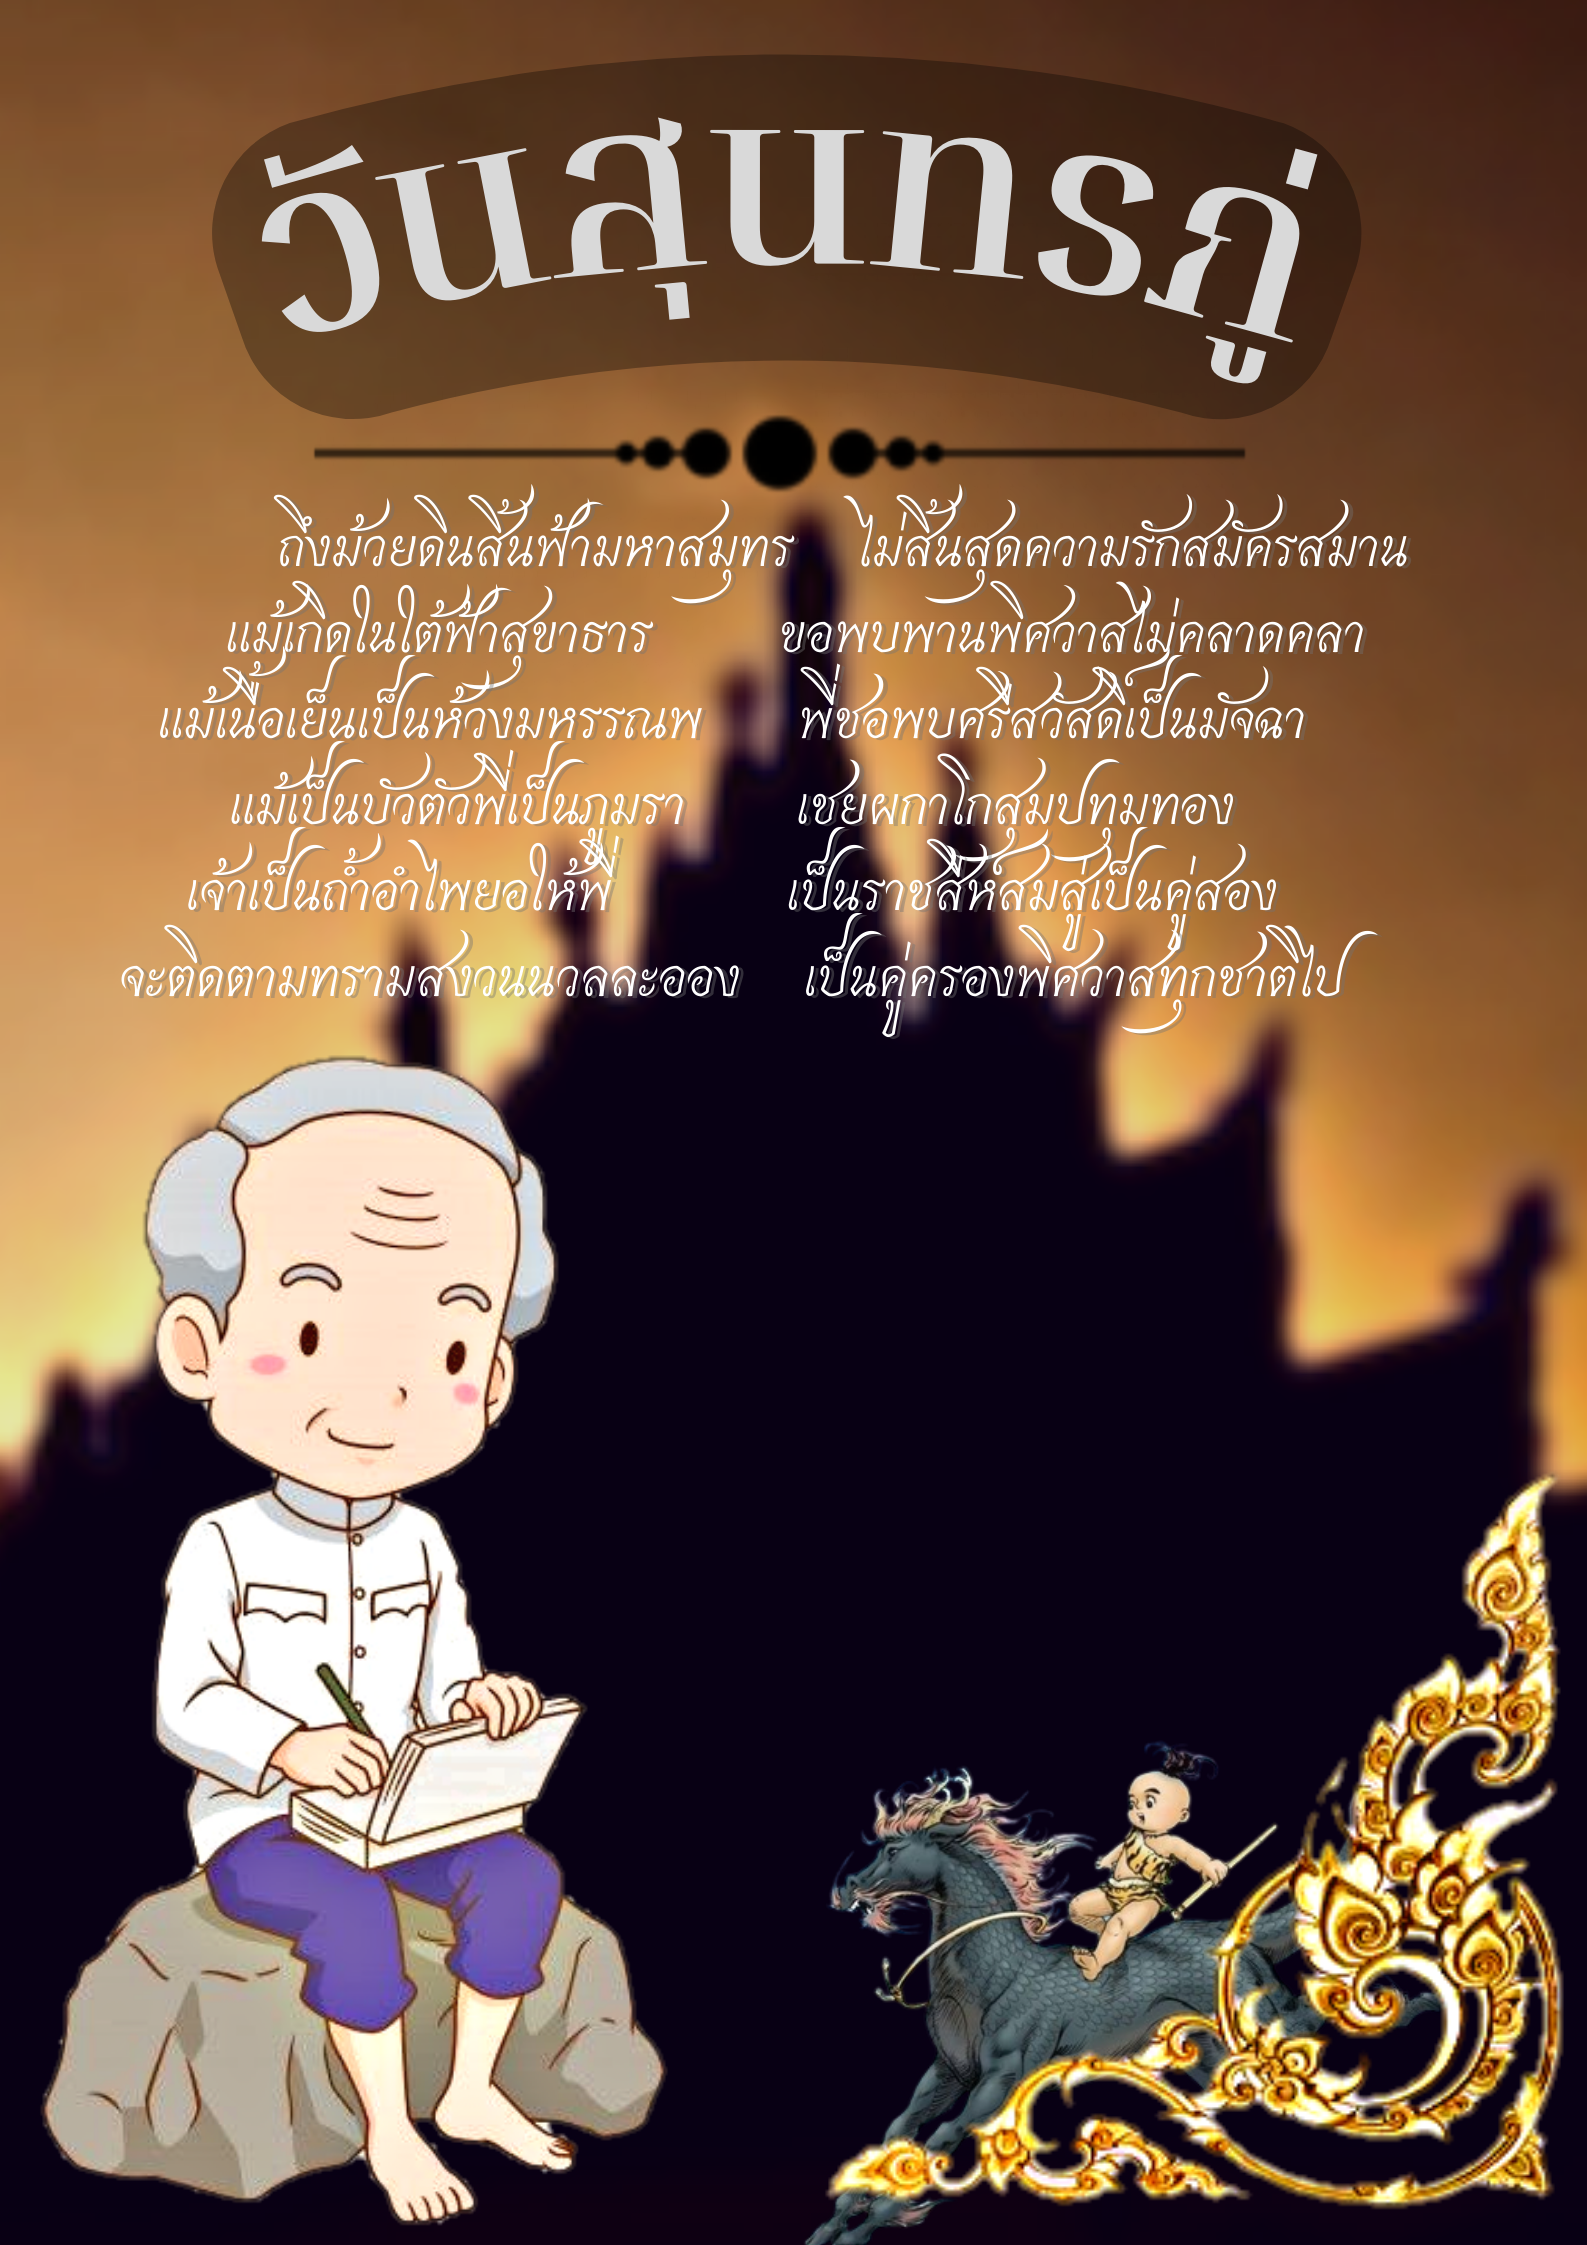 วันสุนทรภู่
ถึงม้วยดินสิ้นฟ้ามหาสมุทร ไม่สิ้นสุดความรักสมัครสมาน
แม้เกิดในใต้ฟ้าสุขาธาร ขอพบพานพิศวาสไม่คลาดคลา
แม้เนื้อเย็นเป็นห้วงมหรรณพ พี่ขอพบศรีสวัสดิ์เป็นมัจฉา
แม้เป็นบัวตัวพี่เป็นภูมรา เชยผกาโกสุมปทุมทอง
เจ้าเป็นถ้ำอำไพยอให้พี่ เป็นราชสีห์สมสู่เป็นคู่สอง
จะติดตามทรามสงวนนวลละออง เป็นคู่ครองพิศวาสทุกชาติไป